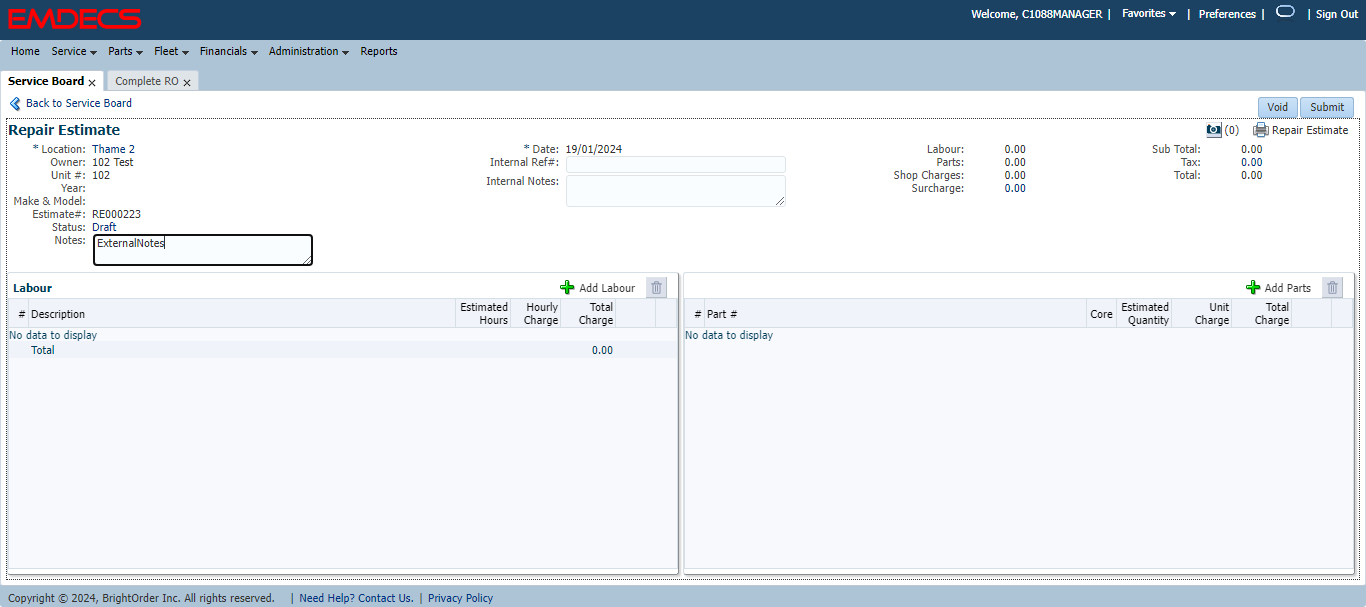 EMDECS
Welcome, C1088MANAGER | Favorites | Preferences | | Sign Out
Home Service Parts Fleet Financials Administration Reports
Service Board x Complete RO x
Back to Service Board
Void Submit
Repair Estimate
(0) Repair Estimate
* Location: Thame 2
Owner: 102 Test
Unit #: 102
Year:
Make & Model:
Estimate#: RE000223
Status: Draft
Notes: ExternalNotes
* Date: 19/01/2024
Internal Ref#:
Internal Notes:
Labour: 0.00
Parts: 0.00
Shop Charges: 0.00
Surcharge: 0.00
Sub Total: 0.00
Tax: 0.00
Total: 0.00
Labour Add Labour
# Description Estimated Hours Hourly Charge Total Charge
No data to display
Total 0.00
Add Parts
# Part # Core Estimated Quantity Unit Charge Total Charge
No data to display
Copyright © 2024, BrightOrder Inc. All rights reserved. | Need Help? Contact Us. | Privacy Policy